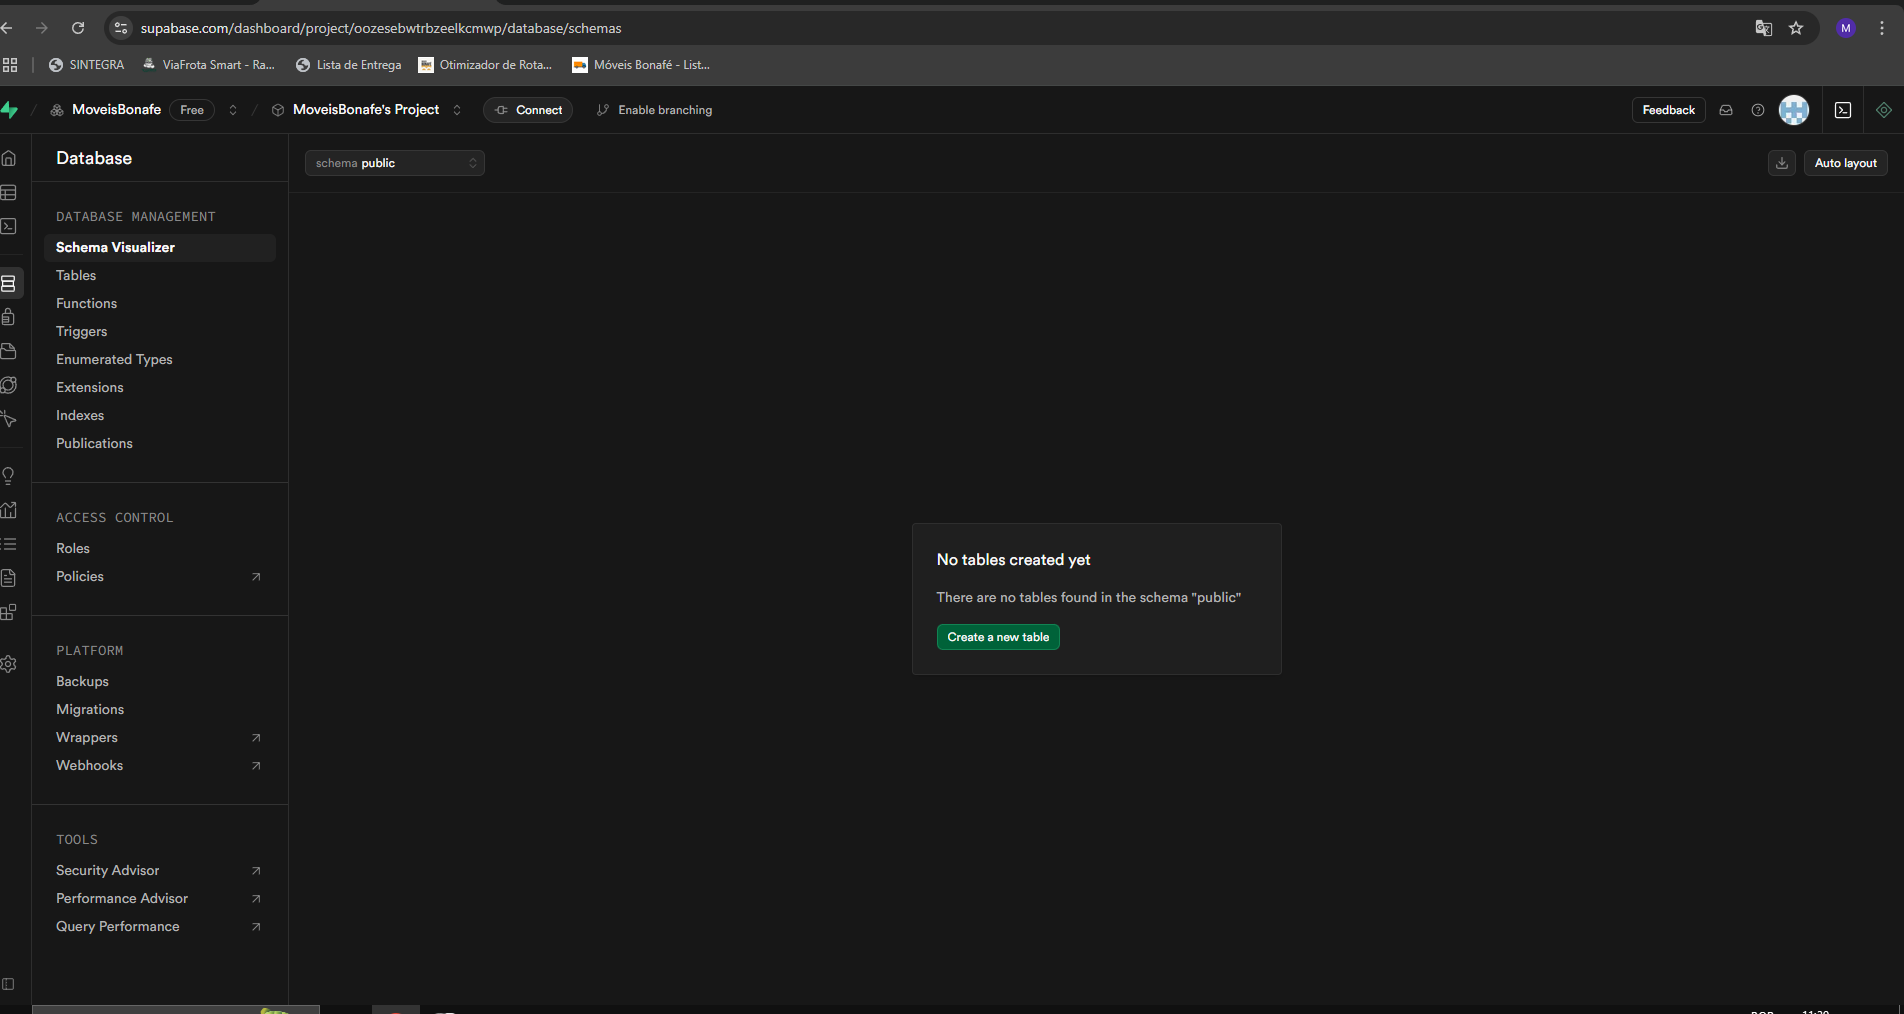 supabase.com/dashboard/project/oozesebwtrbzeelkcmwp/database/schemas
M
SINTEGRA
ViaFrota Smart - Ra...
Lista de Entrega
Otimizador de Rota...
Móveis Bonafé - List...
MoveisBonafe
Free
MoveisBonafe's Project
Connect
Enable branching
Feedback
Database
schema public
Auto layout
DATABASE MANAGEMENT
Schema Visualizer
Tables
Functions
Triggers
Enumerated Types
Extensions
Indexes
Publications
ACCESS CONTROL
Roles
Policies
PLATFORM
Backups
Migrations
Wrappers
Webhooks
TOOLS
Security Advisor
Performance Advisor
Query Performance
No tables created yet
There are no tables found in the schema "public"
Create a new table